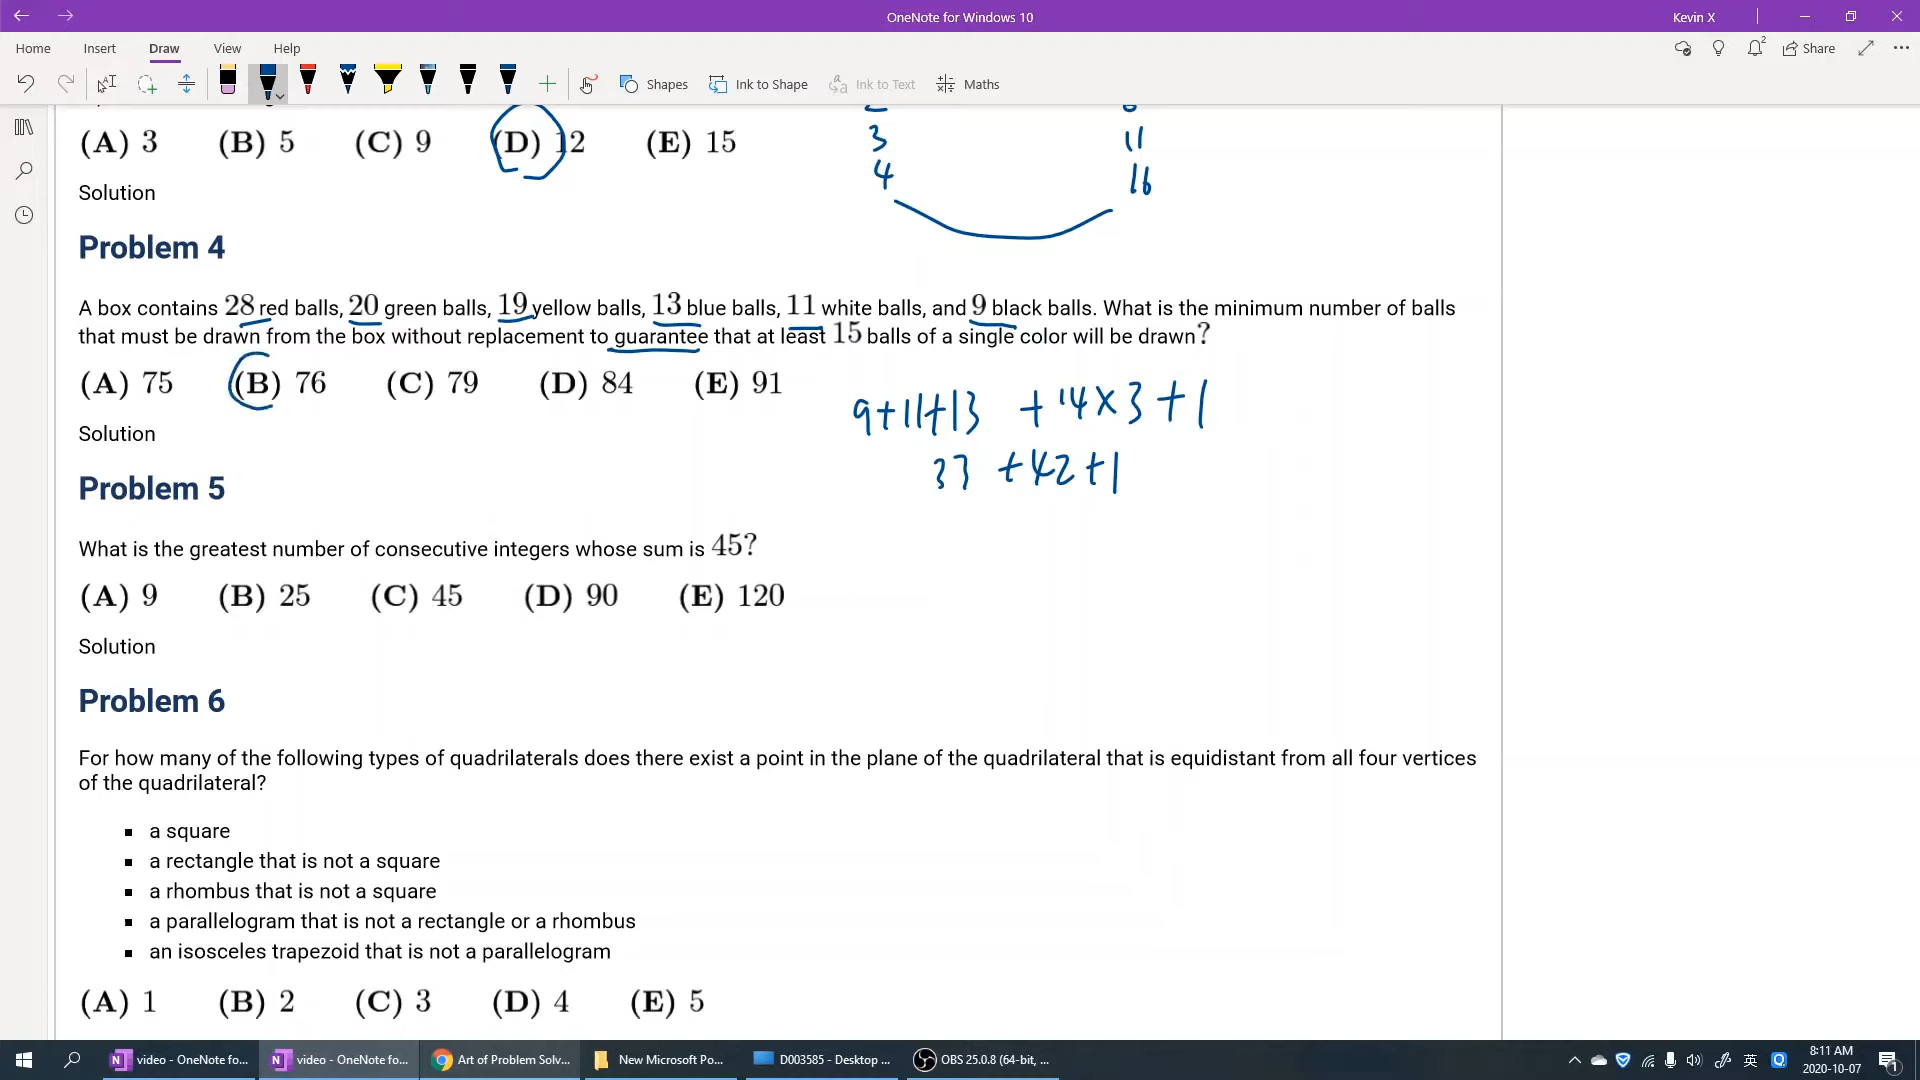 OneNote for Windows 10
Kevin X
Home Insert Draw View Help
2 Share
Shapes Ink to Shape Ink to Text Maths
(A) 3 (B) 5 (C) 9 (D) 12 (E) 15
3 11
4 16
Solution
Problem 4
A box contains 28 red balls, 20 green balls, 19 yellow balls, 13 blue balls, 11 white balls, and 9 black balls. What is the minimum number of balls
that must be drawn from the box without replacement to guarantee that at least 15 balls of a single color will be drawn?
(A) 75 (B) 76 (C) 79 (D) 84 (E) 91
9+11+13 +14×3+1
Solution
33 +42+1
Problem 5
What is the greatest number of consecutive integers whose sum is 45?
(A) 9 (B) 25 (C) 45 (D) 90 (E) 120
Solution
Problem 6
For how many of the following types of quadrilaterals does there exist a point in the plane of the quadrilateral that is equidistant from all four vertices
of the quadrilateral?
a square
a rectangle that is not a square
a rhombus that is not a square
a parallelogram that is not a rectangle or a rhombus
an isosceles trapezoid that is not a parallelogram
(A) 1 (B) 2 (C) 3 (D) 4 (E) 5
video - OneNote fo... video - OneNote fo... Art of Problem Solv... New Microsoft Po... D003585 - Desktop ... OBS 25.0.8 (64-bit, ... 英 8:11 AM
2020-10-07 1